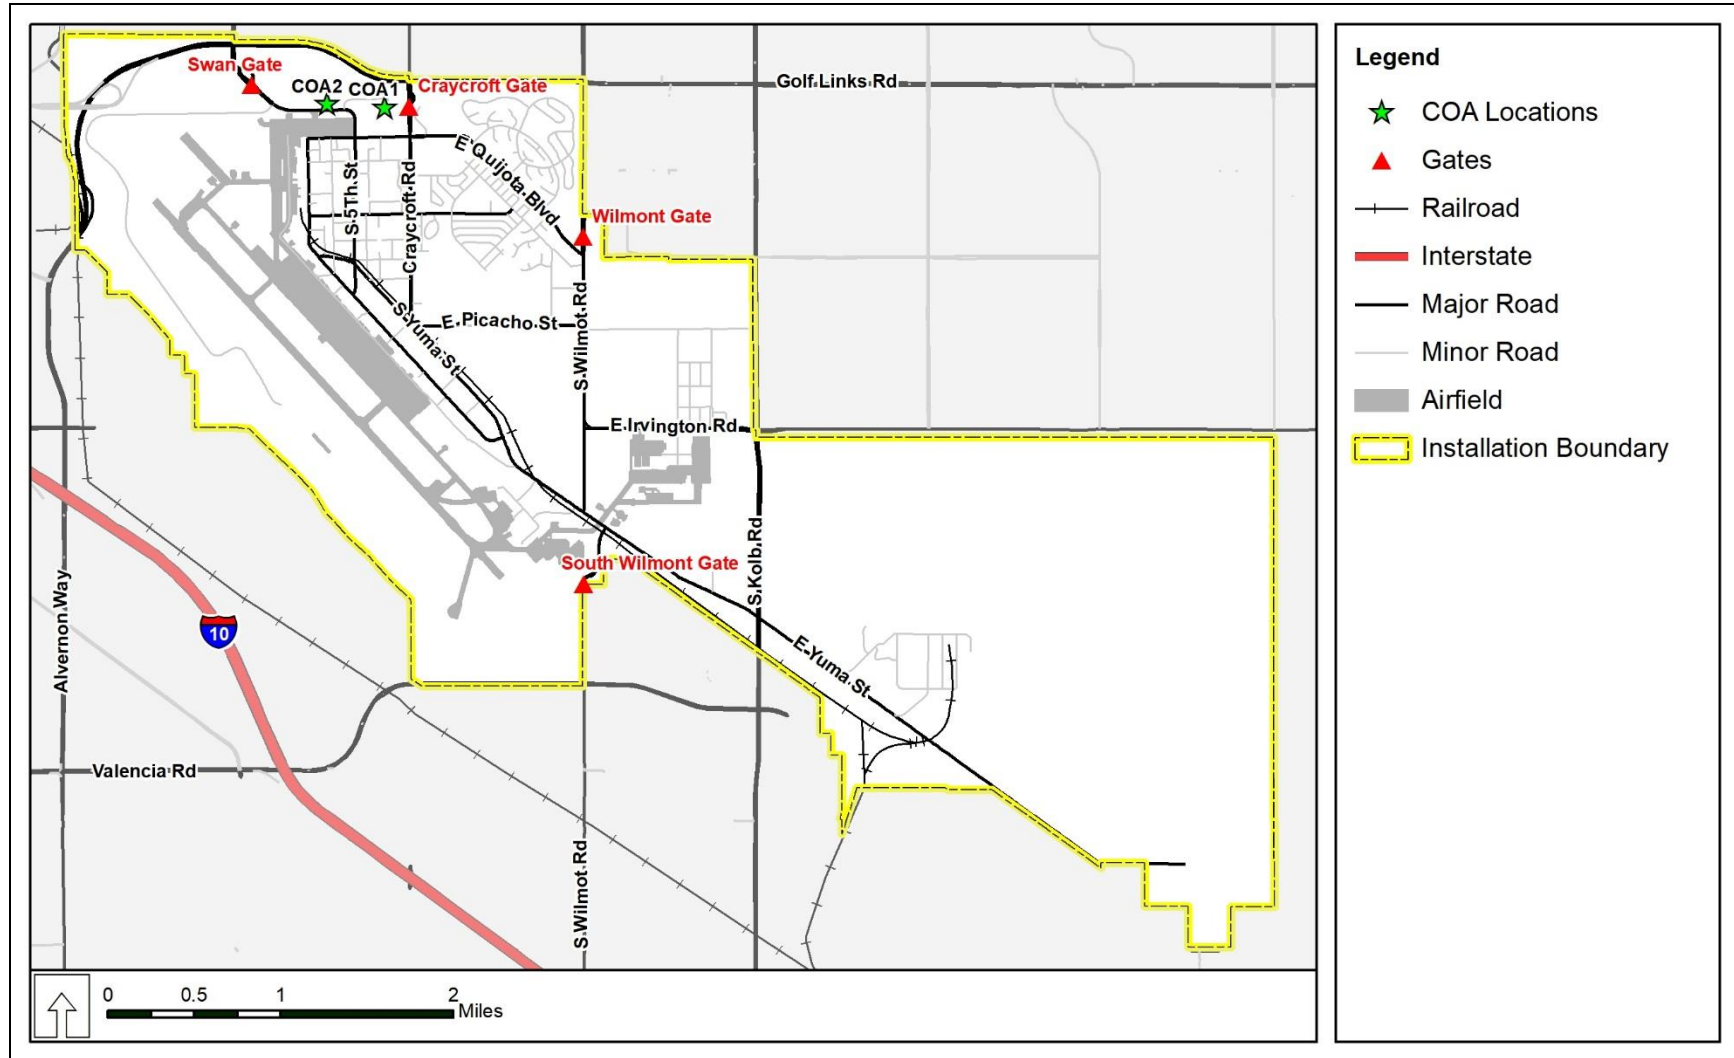 Swan Gate
COA2
COA1
Craycroft Gate
Golf Links Rd
E Quijota Blvd
S 5Th St
Craycroft Rd
Wilmont Gate
S Yuma St
E Picacho St
S Wilmot Rd
E Irvington Rd
S Kolb Rd
South Wilmont Gate
E Yuma St
Alvernon Way
10
Valencia Rd
S Wilmot Rd
0 0.5 1 2
Miles
Legend
COA Locations
Gates
Railroad
Interstate
Major Road
Minor Road
Airfield
Installation Boundary